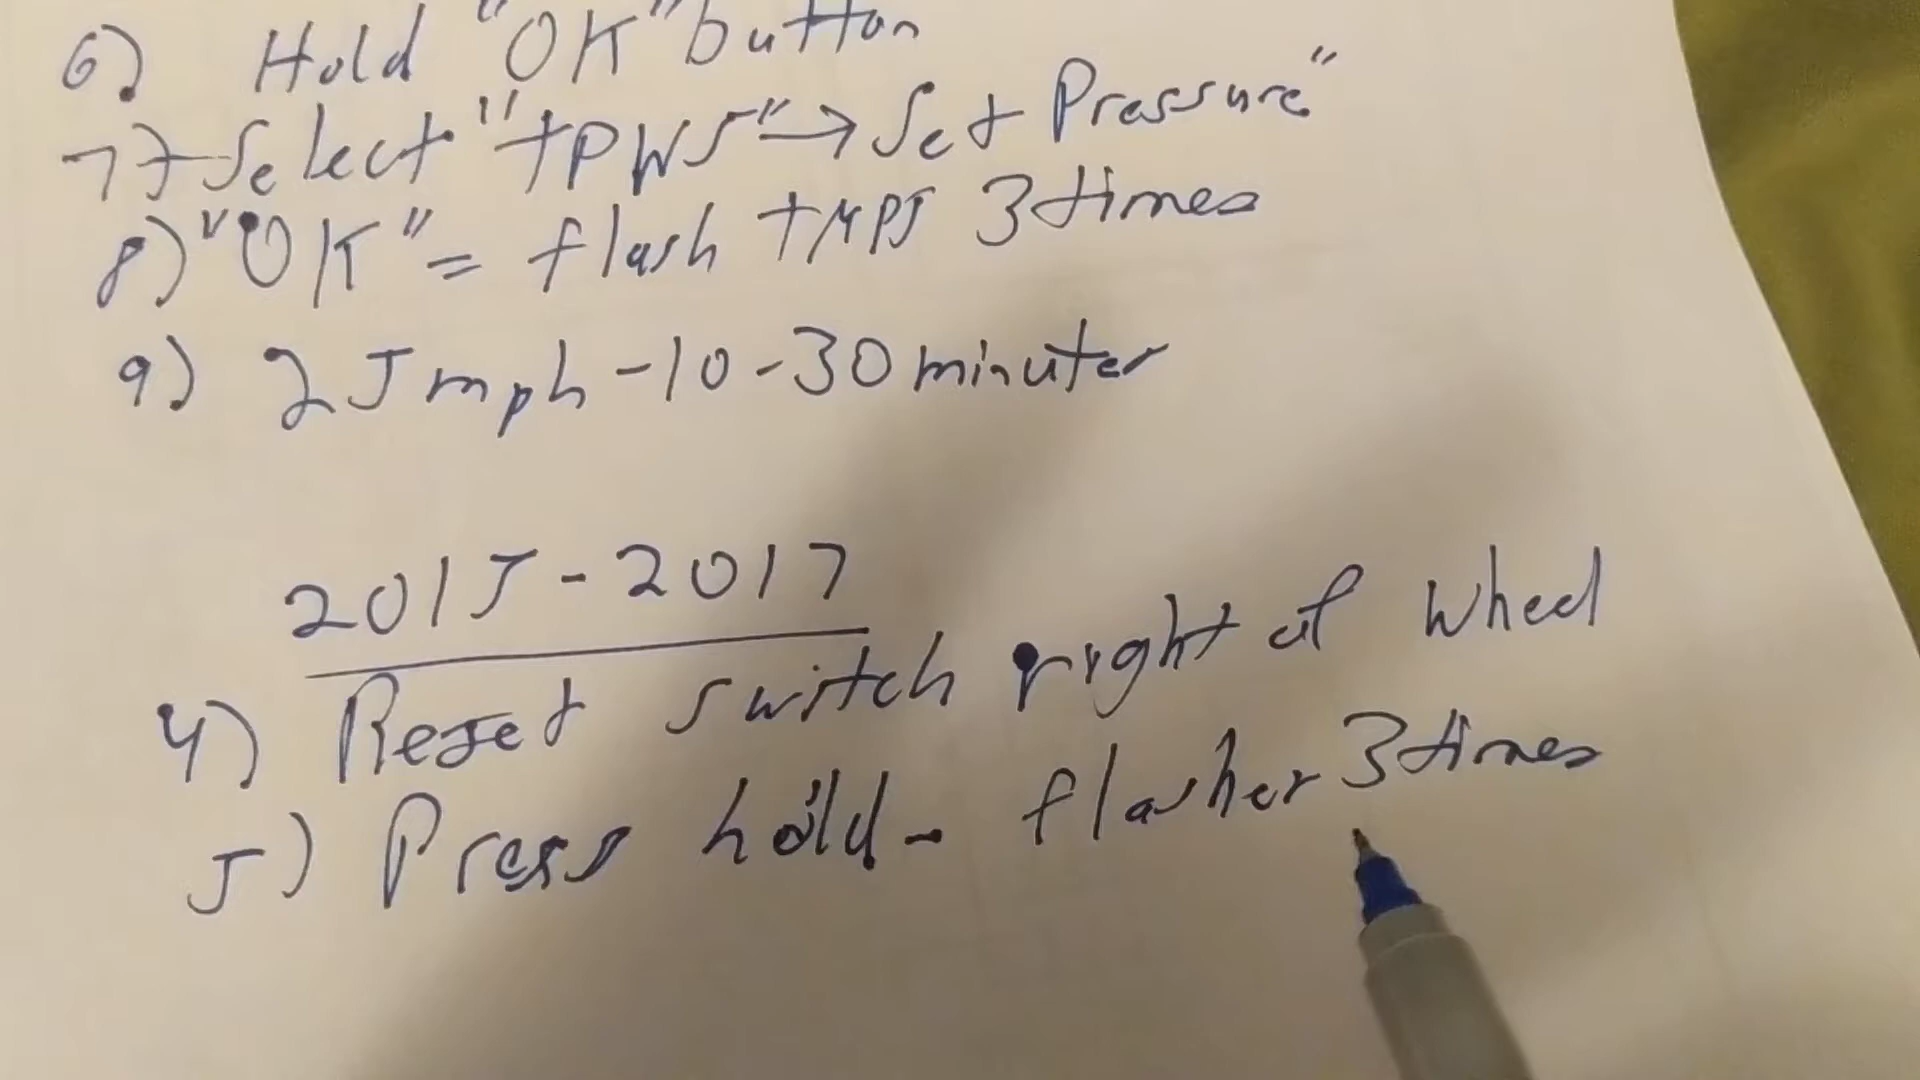 6) Hold "OK" button
7) Select "TPWS" → Set Pressure"
8) "OK" = flash TMPS 3 times
9) 25 mph - 10 - 30 minutes
2015 - 2017
4) Reset switch right of wheel
5) Press hold - flashes 3 times